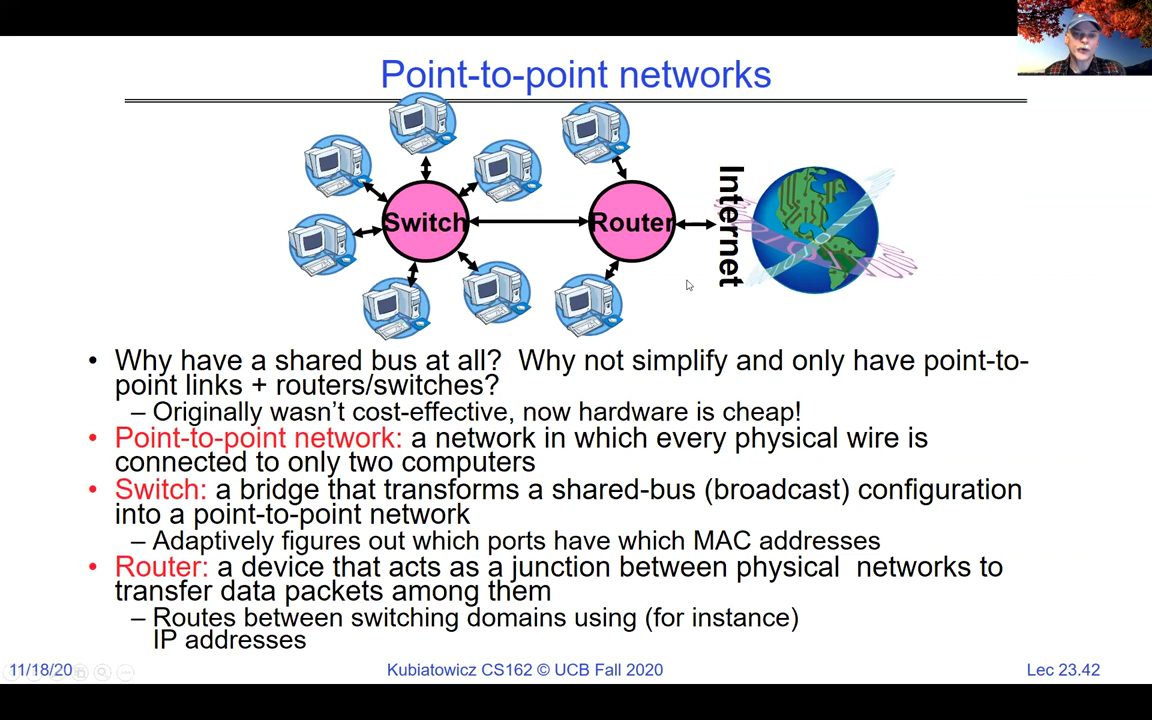 Point-to-point networks
Switch
Router
Internet
• Why have a shared bus at all?  Why not simplify and only have point-to-
point links + routers/switches?
– Originally wasn't cost-effective, now hardware is cheap!
• Point-to-point network: a network in which every physical wire is
connected to only two computers
• Switch: a bridge that transforms a shared-bus (broadcast) configuration
into a point-to-point network
– Adaptively figures out which ports have which MAC addresses
• Router: a device that acts as a junction between physical  networks to
transfer data packets among them
– Routes between switching domains using (for instance)
IP addresses
11/18/20
Kubiatowicz CS162 © UCB Fall 2020
Lec 23.42